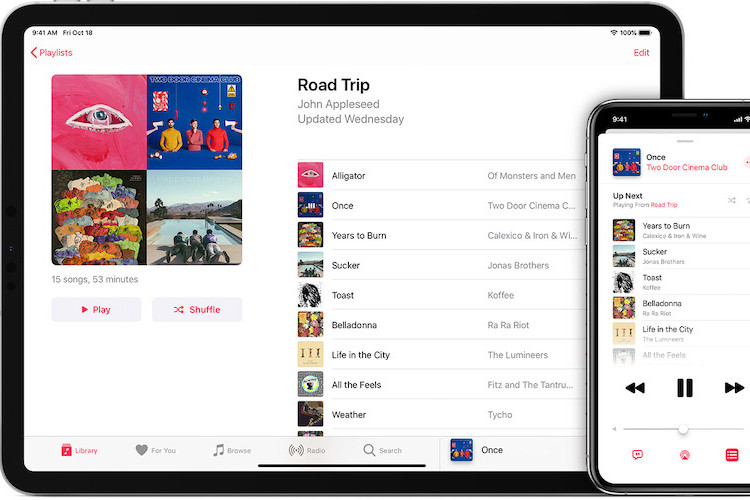 9:41 AM Fri Oct 18
100%
Playlists
Edit
TWO DOOR CINEMA CLUB
Road Trip
John Appleseed
Updated Wednesday
15 songs, 53 minutes
Play
Shuffle
Alligator Of Monsters and Men
Once Two Door Cinema C...
Years to Burn Calexico & Iron & Wi...
Sucker Jonas Brothers
Toast Koffee
Belladonna Ra Ra Riot
Life in the City The Lumineers
All the Feels Fitz and The Tantru...
Weather Tycho
Library
For You
Browse
Radio
Search
Once
9:41
Once
Two Door Cinema Club
Up Next
Playing From Road Trip
Years to Burn
Calexico & Iron & Wine
Sucker
Jonas Brothers
Toast
Koffee
Belladonna
Ra Ra Riot
Life in the City
The Lumineers
All the Feels